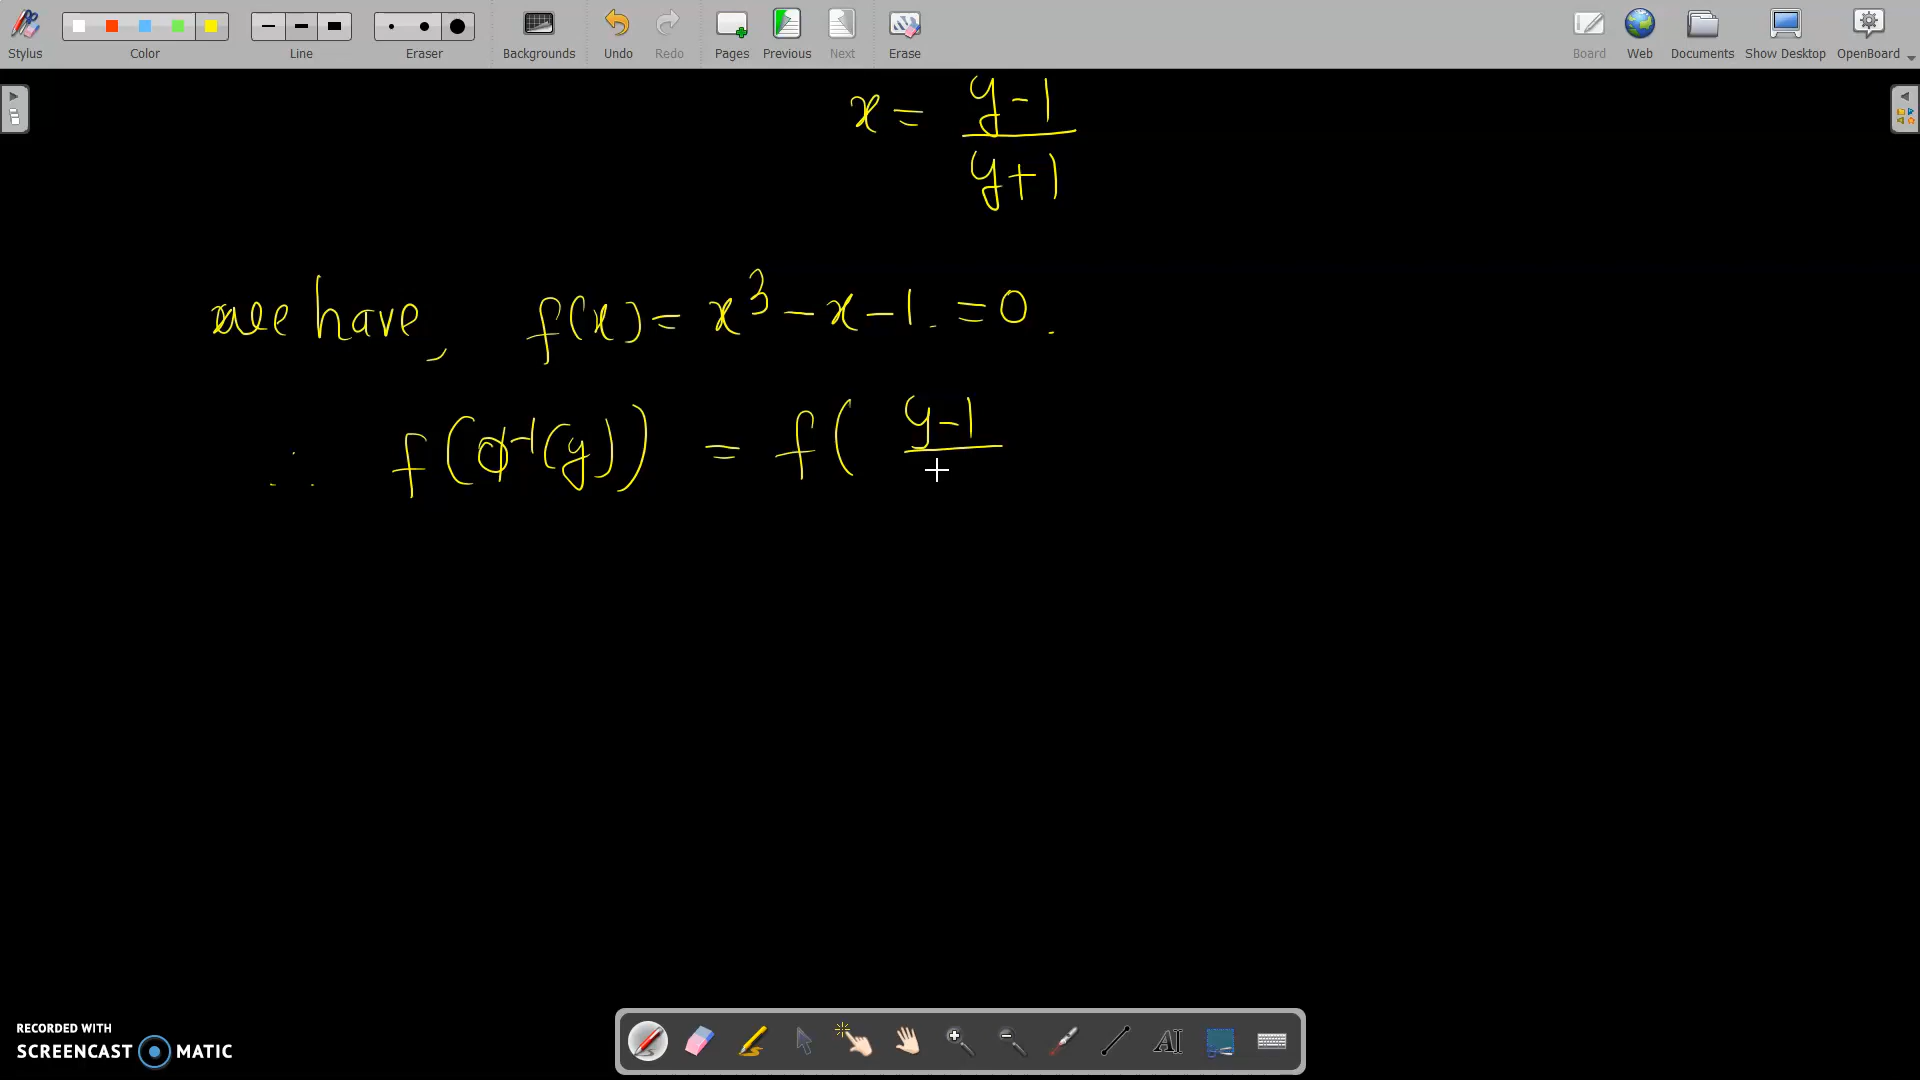 Stylus Color Line Eraser Backgrounds Undo Redo Pages Previous Next Erase Board Web Documents Show Desktop OpenBoard
x = y-1
y+1
we have, f(x) = x³ - x - 1. = 0.
∴ f(φ⁻¹(y)) = f( y-1
RECORDED WITH
SCREENCAST MATIC
AI